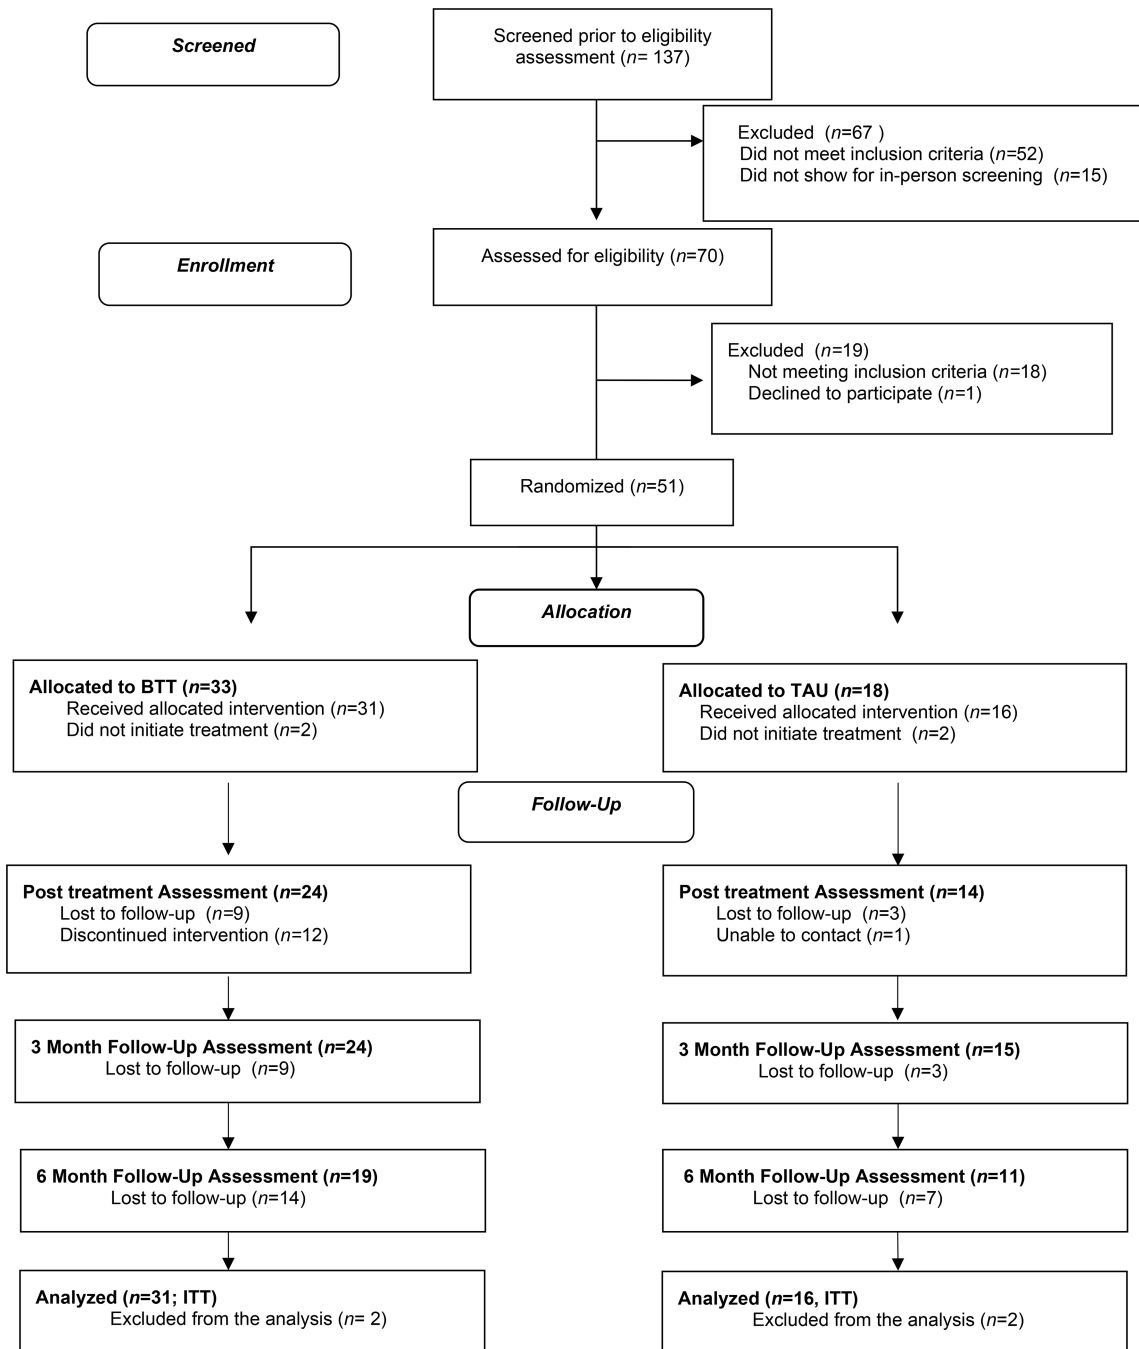 Screened
Screened prior to eligibility
assessment (n= 137)
Excluded (n=67 )
Did not meet inclusion criteria (n=52)
Did not show for in-person screening (n=15)
Enrollment
Assessed for eligibility (n=70)
Excluded (n=19)
Not meeting inclusion criteria (n=18)
Declined to participate (n=1)
Randomized (n=51)
Allocation
Allocated to BTT (n=33)
Received allocated intervention (n=31)
Did not initiate treatment (n=2)
Allocated to TAU (n=18)
Received allocated intervention (n=16)
Did not initiate treatment (n=2)
Follow-Up
Post treatment Assessment (n=24)
Lost to follow-up (n=9)
Discontinued intervention (n=12)
Post treatment Assessment (n=14)
Lost to follow-up (n=3)
Unable to contact (n=1)
3 Month Follow-Up Assessment (n=24)
Lost to follow-up (n=9)
3 Month Follow-Up Assessment (n=15)
Lost to follow-up (n=3)
6 Month Follow-Up Assessment (n=19)
Lost to follow-up (n=14)
6 Month Follow-Up Assessment (n=11)
Lost to follow-up (n=7)
Analyzed (n=31; ITT)
Excluded from the analysis (n= 2)
Analyzed (n=16, ITT)
Excluded from the analysis (n=2)